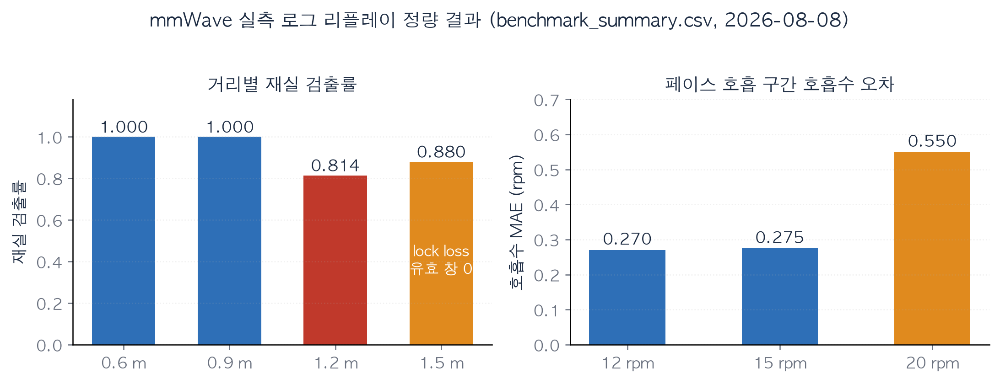 mmWave 실측 로그 리플레이 정량 결과 (benchmark_summary.csv, 2026-08-08)
거리별 재실 검출률
재실 검출률
1.0
0.8
0.6
0.4
0.2
0.0
1.000
1.000
0.814
0.880
lock loss
유효 창 0
0.6 m
0.9 m
1.2 m
1.5 m
페이스 호흡 구간 호흡수 오차
호흡수 MAE (rpm)
0.7
0.6
0.5
0.4
0.3
0.2
0.1
0.0
0.270
0.275
0.550
12 rpm
15 rpm
20 rpm